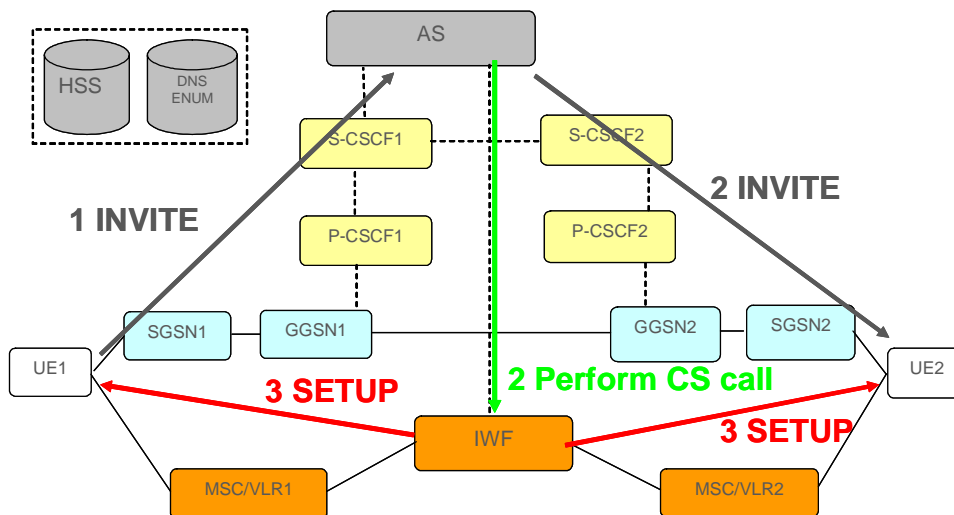 AS
HSS
DNS
ENUM
S-CSCF1
S-CSCF2
1 INVITE
2 INVITE
P-CSCF1
P-CSCF2
SGSN1
GGSN1
GGSN2
SGSN2
UE1
UE2
3 SETUP
2 Perform CS call
IWF
3 SETUP
MSC/VLR1
MSC/VLR2